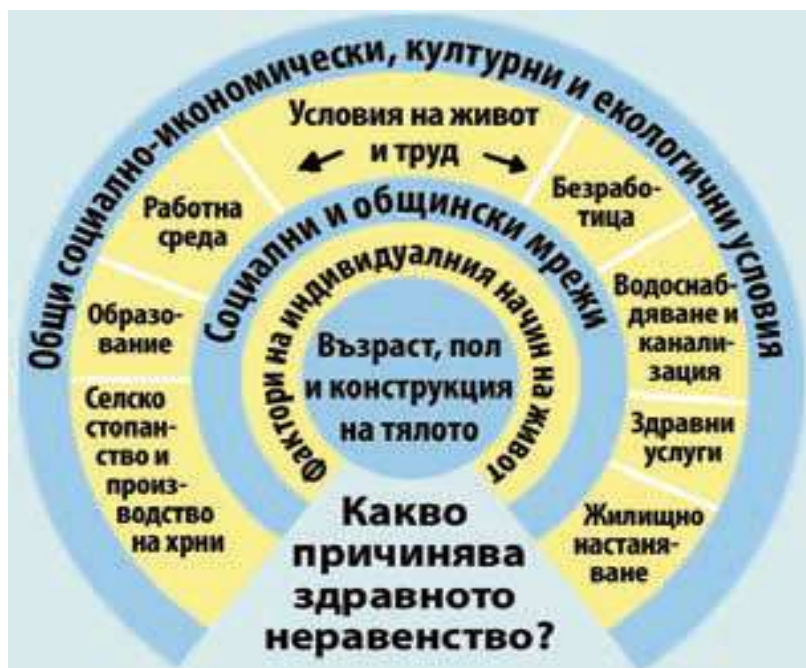 Общи социално-икономически, културни и екологични условия
Условия на живот
и труд
Работна
среда
Образо-
вание
Селско
стопан-
ство и
произ-
водство
на хрни
Безрабо-
тица
Водоснаб-
дяване и
канали-
зация
Здравни
услуги
Жилищно
настаня-
ване
Социални и общински мрежи
Фактори на индивидуалния начин на живот
Възраст, пол
и конструкция
на тялото
Какво
причинява
здравното
неравенство?